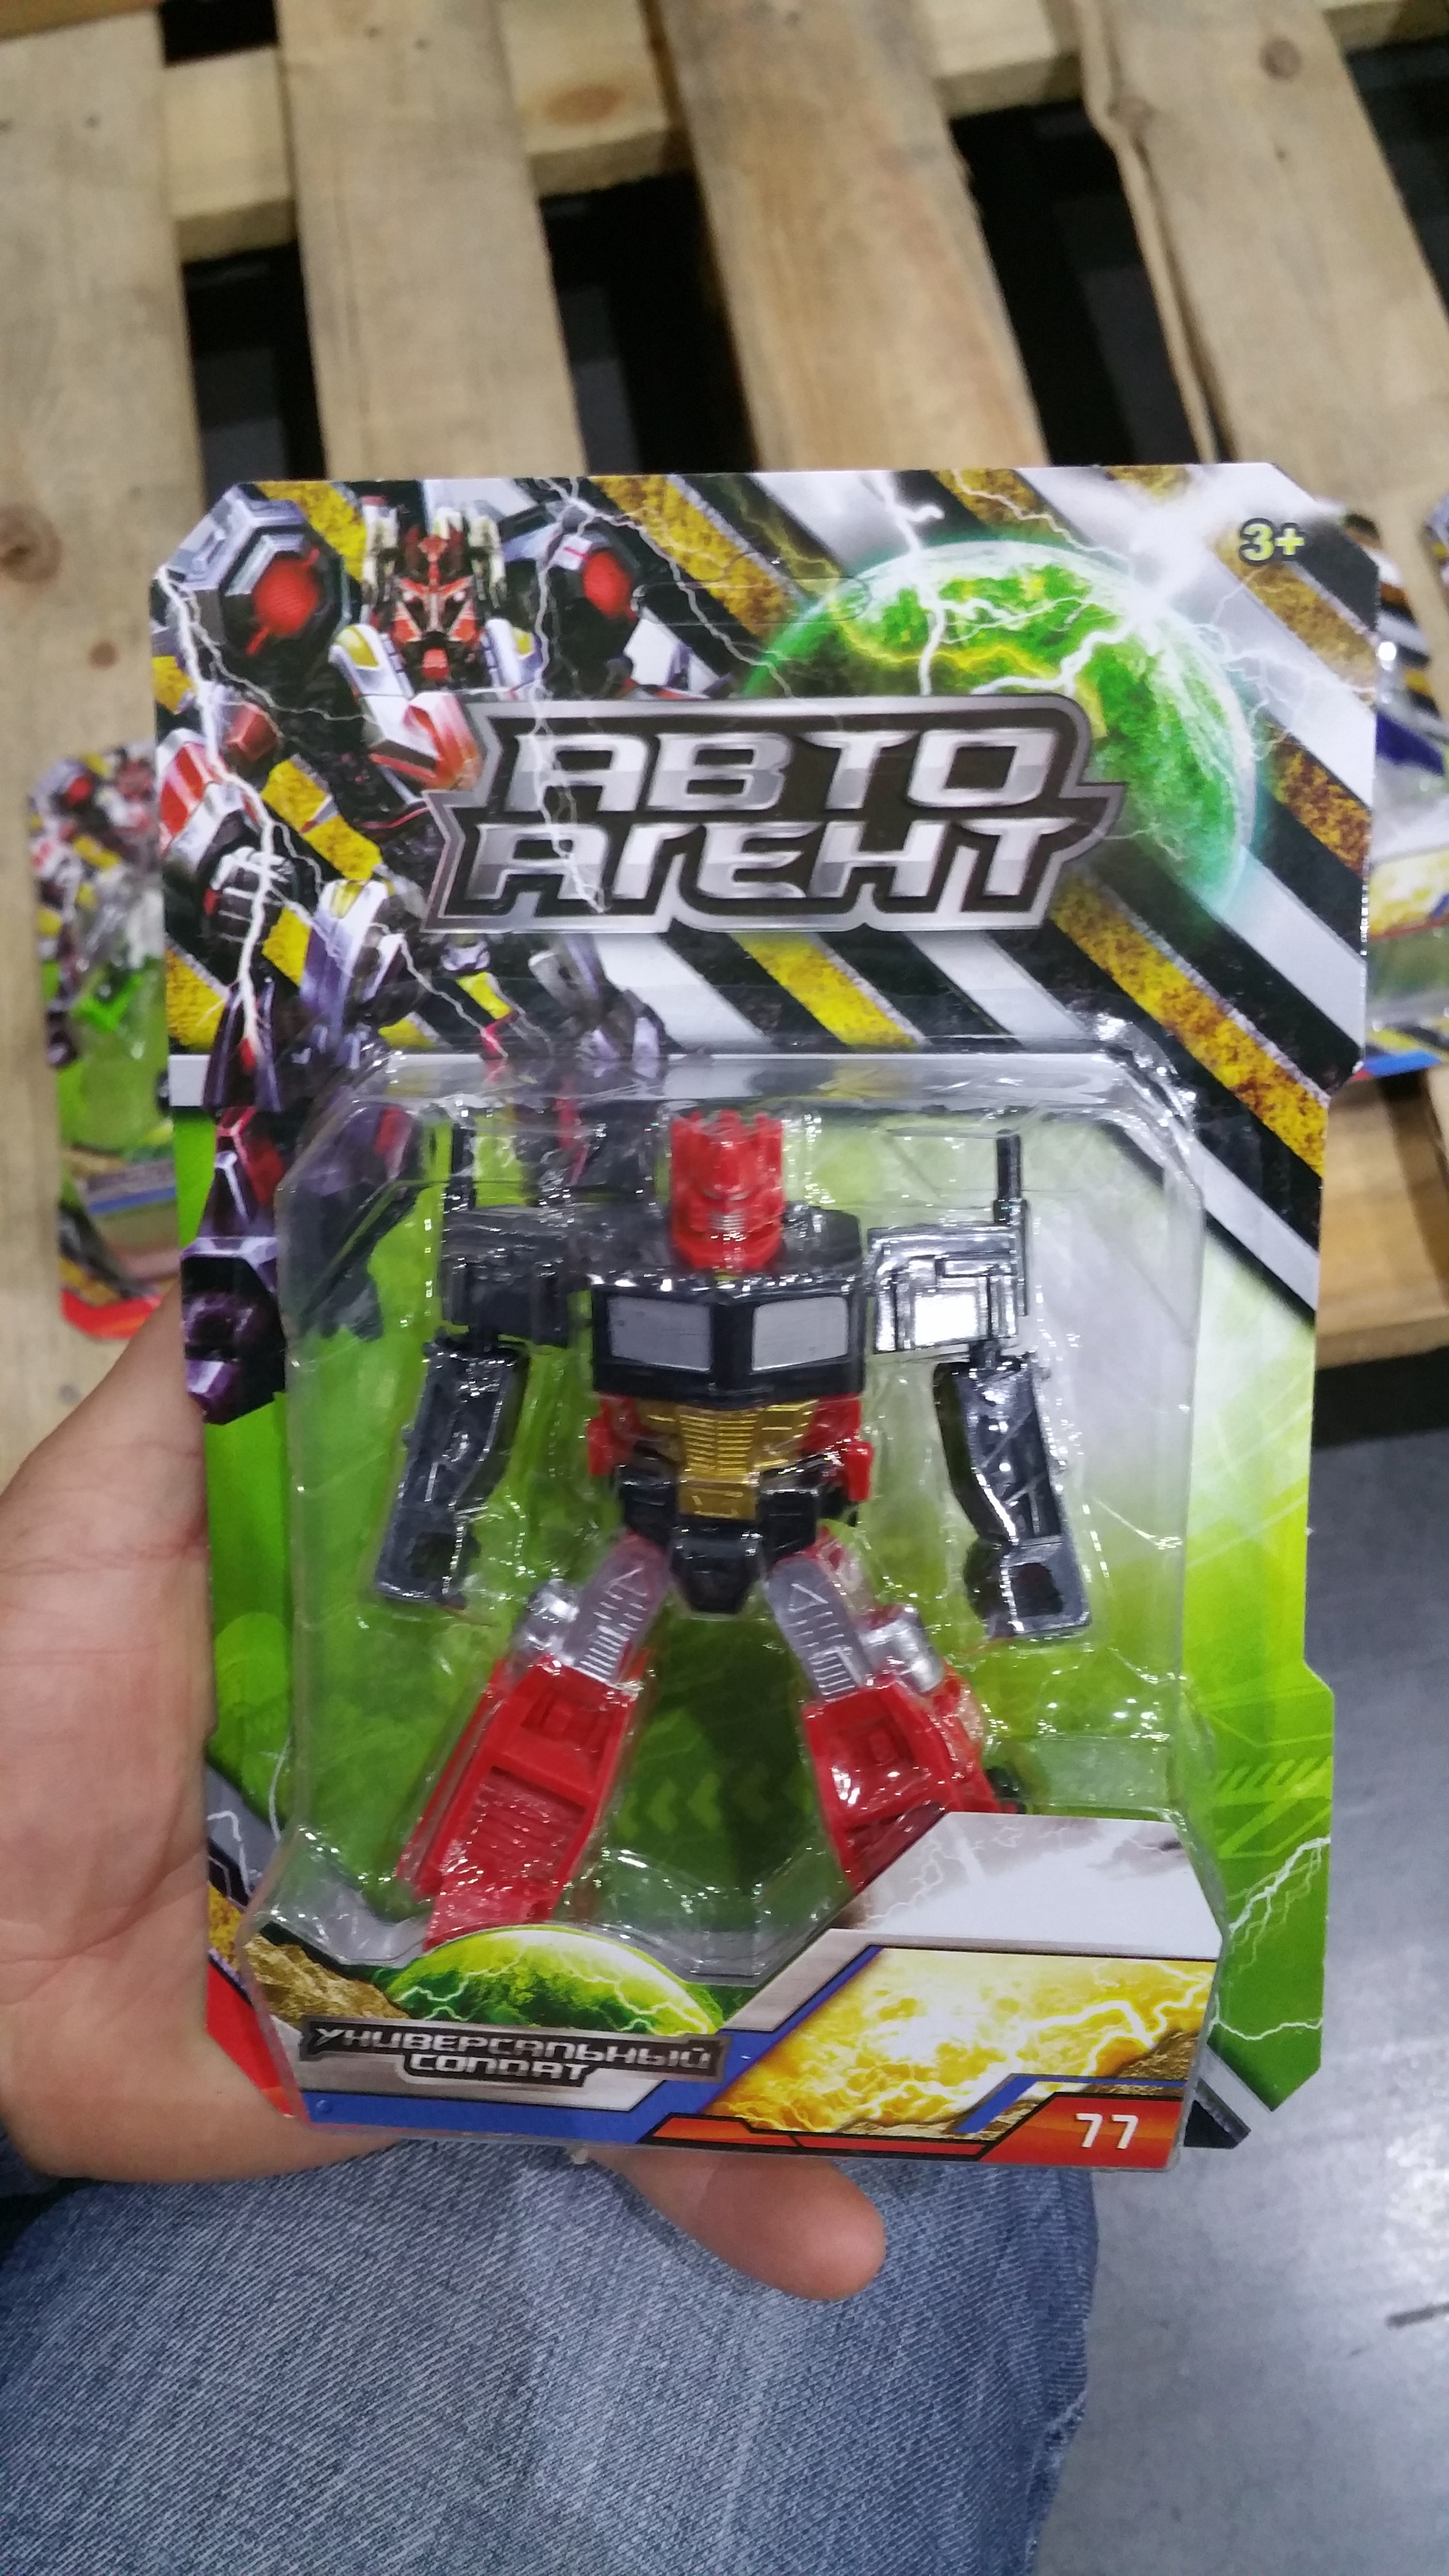 3+
АВТО
АГЕНТ
УНИВЕРСАЛЬНЫЙ
СОЛДАТ
77